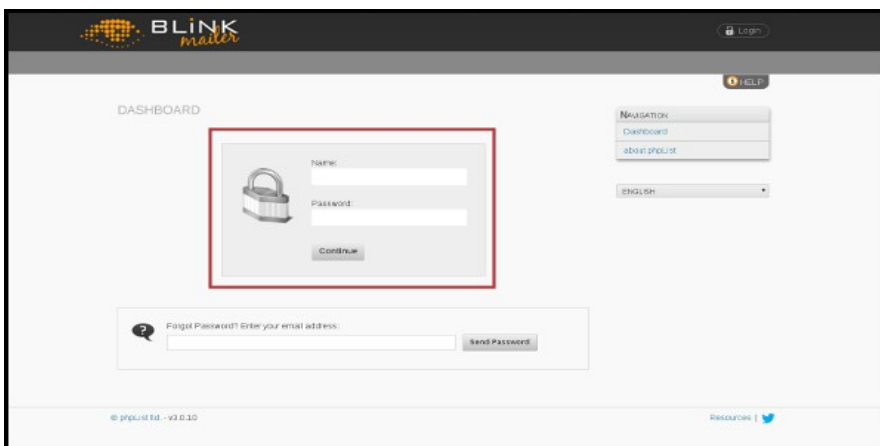 BLiNK
mailer
Login
HELP
DASHBOARD
NAVIGATION
Dashboard
about phpList
Name:
Password:
Continue
ENGLISH
Forgot Password? Enter your email address:
Send Password
© phpList ltd. - v3.0.10
Resources |